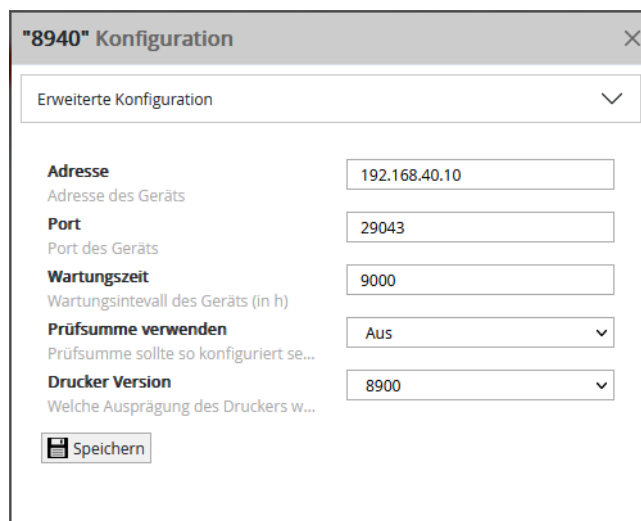 "8940" Konfiguration
Erweiterte Konfiguration
Adresse
192.168.40.10
Adresse des Geräts
Port
29043
Port des Geräts
Wartungszeit
9000
Wartungsintevall des Geräts (in h)
Prüfsumme verwenden
Aus
Prüfsumme sollte so konfiguriert se...
Drucker Version
8900
Welche Ausprägung des Druckers w...
Speichern